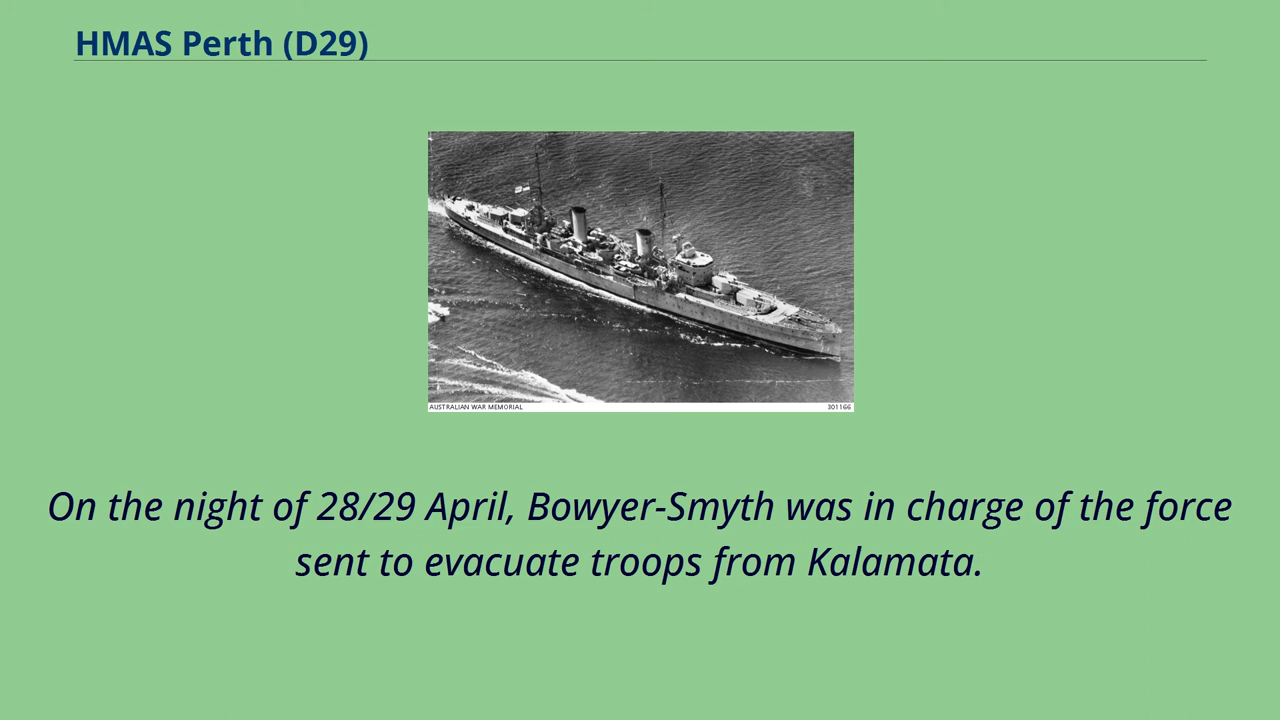 HMAS Perth (D29)
AUSTRALIAN WAR MEMORIAL 301166
On the night of 28/29 April, Bowyer-Smyth was in charge of the force
sent to evacuate troops from Kalamata.